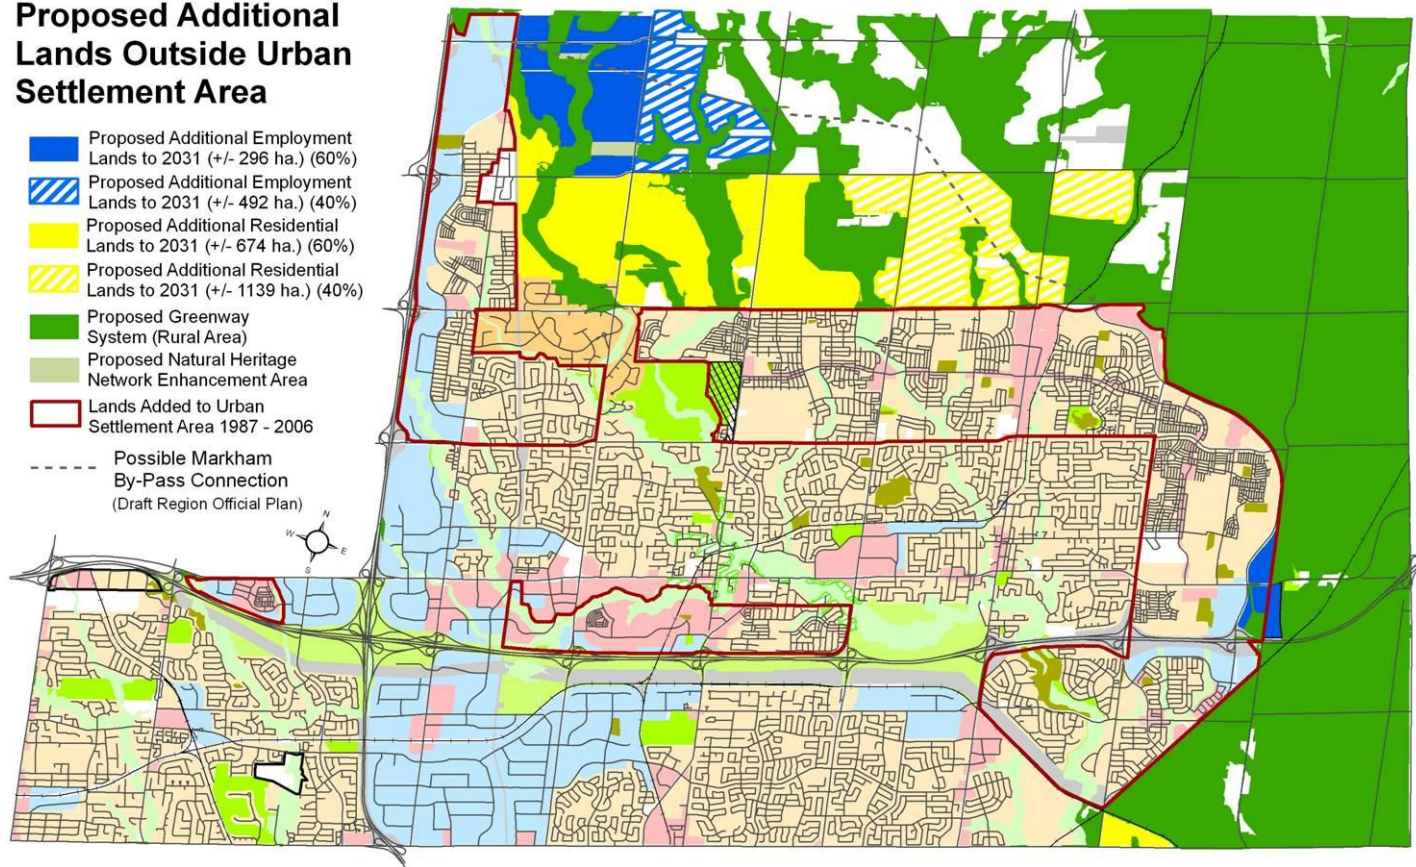 Proposed Additional
Lands Outside Urban
Settlement Area
Proposed Additional Employment
Lands to 2031 (+/- 296 ha.) (60%)
Proposed Additional Employment
Lands to 2031 (+/- 492 ha.) (40%)
Proposed Additional Residential
Lands to 2031 (+/- 674 ha.) (60%)
Proposed Additional Residential
Lands to 2031 (+/- 1139 ha.) (40%)
Proposed Greenway
System (Rural Area)
Proposed Natural Heritage
Network Enhancement Area
Lands Added to Urban
Settlement Area 1987 - 2006
Possible Markham
By-Pass Connection
(Draft Region Official Plan)
N
W
E
S